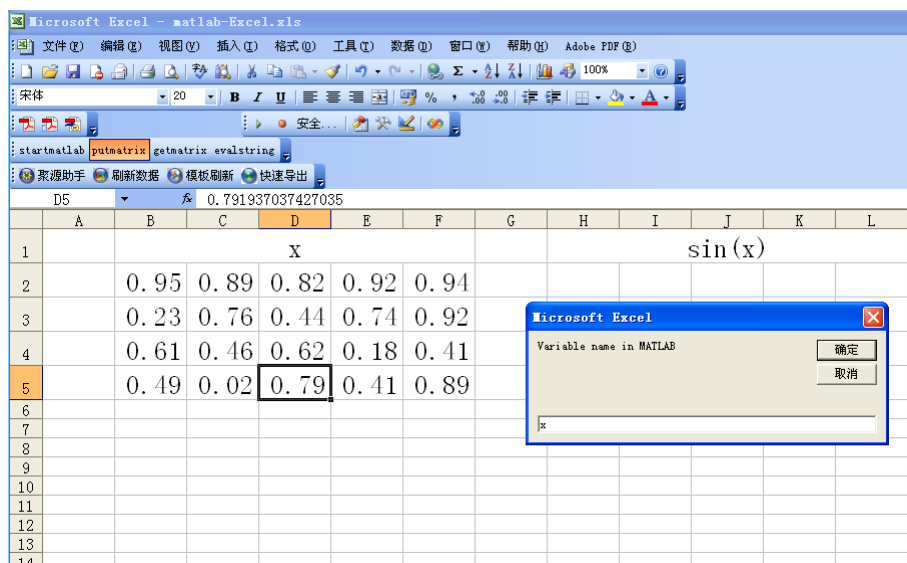 Microsoft Excel - matlab-Excel.xls
文件(F) 编辑(E) 视图(V) 插入(I) 格式(O) 工具(T) 数据(D) 窗口(W) 帮助(H) Adobe PDF(B)
100%
宋体 20 B I U %
安全...
startmatlab putmatrix getmatrix evalstring
聚源助手 刷新数据 模板刷新 快速导出
D5 fx 0.791937037427035
A B C D E F G H I J K L
1 x sin(x)
2 0.95 0.89 0.82 0.92 0.94
3 0.23 0.76 0.44 0.74 0.92
4 0.61 0.46 0.62 0.18 0.41
5 0.49 0.02 0.79 0.41 0.89
6
7
8
9
10
11
12
13
14
Microsoft Excel
Variable name in MATLAB
确定
取消
x